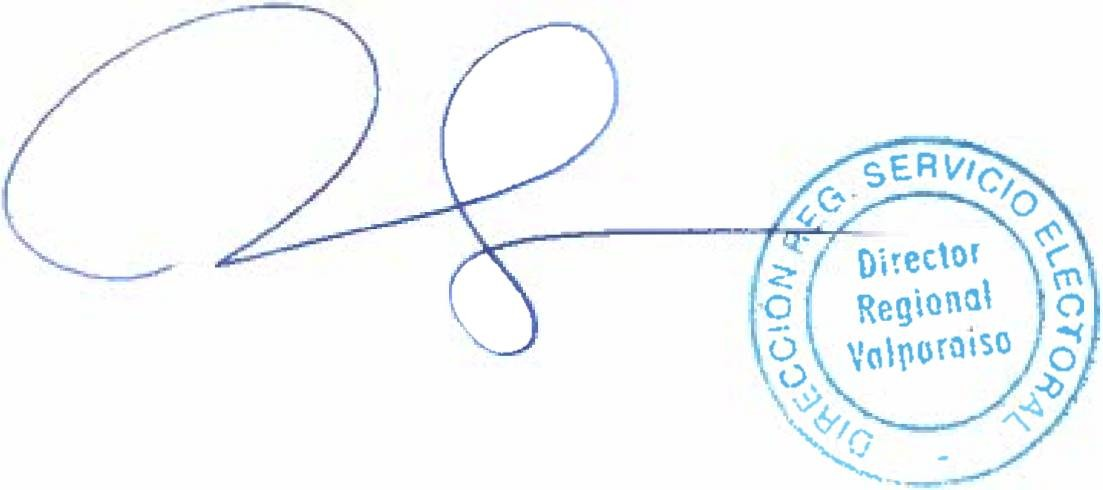 DIRECCIÓN REG. SERVICIO ELECTORAL
Director
Regional
Valparaiso